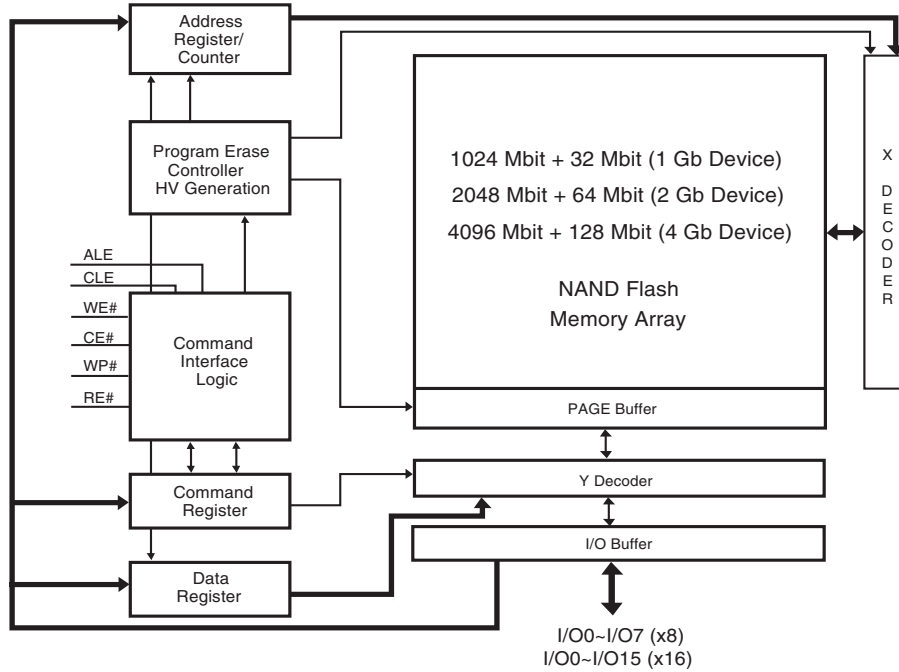 Address
Register/
Counter
Program Erase
Controller
HV Generation
ALE
CLE
WE#
CE#
WP#
RE#
Command
Interface
Logic
Command
Register
Data
Register
1024 Mbit + 32 Mbit (1 Gb Device)
2048 Mbit + 64 Mbit (2 Gb Device)
4096 Mbit + 128 Mbit (4 Gb Device)
NAND Flash
Memory Array
PAGE Buffer
Y Decoder
I/O Buffer
I/O0~I/O7 (x8)
I/O0~I/O15 (x16)
X
DECODER